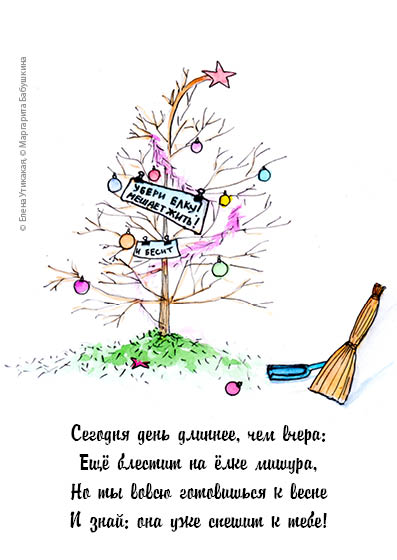 © Елена Утикакая, © Маргарита Бабушкина
УБЕРИ ЕЛКУ!
МЕШАЕТ ЖИТЬ!
И БЕСИТ
Сегодня день длиннее, чем вчера:
Ещё блестит на ёлке мишура,
Но ты вовсю готовишься к весне
И знай: она уже спешит к тебе!